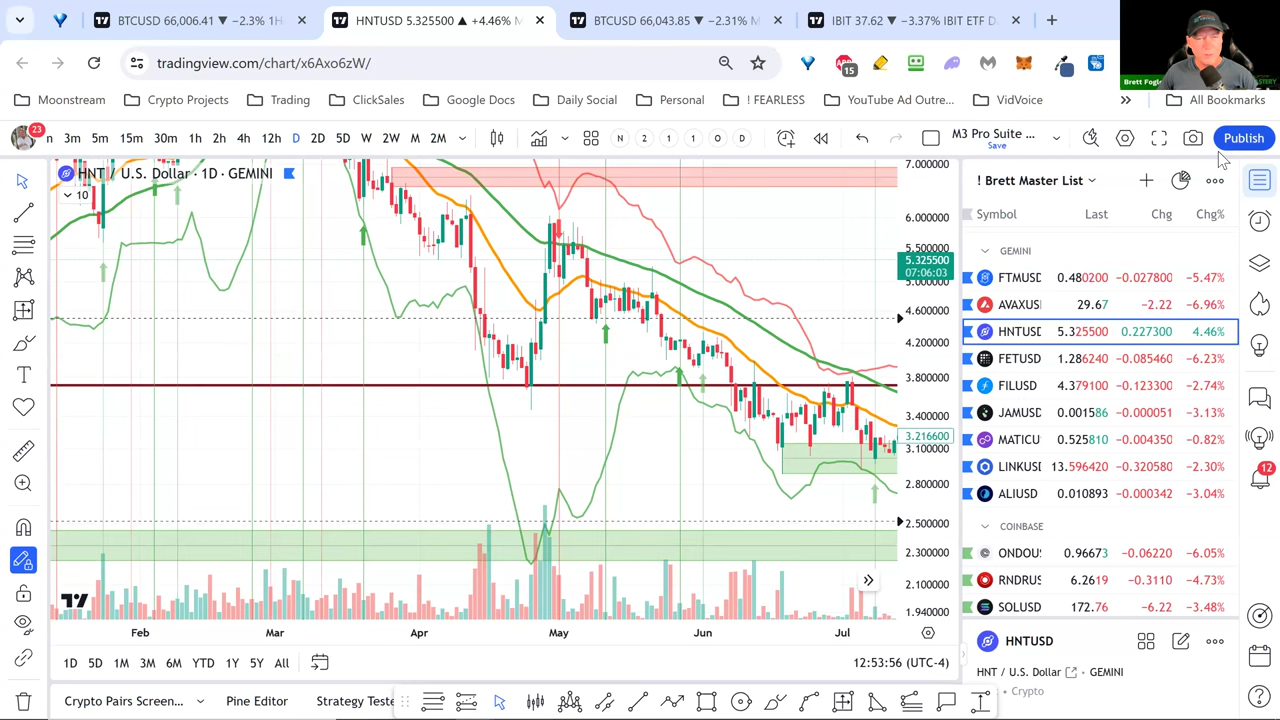 BTCUSD 66,006.41 ▼ −2.3% 1H
HNTUSD 5.325500 ▲ +4.46% M
BTCUSD 66,043.85 ▼ −2.31% M
IBIT 37.62 ▼ −3.37% IBIT ETF D
tradingview.com/chart/x6Axo6zW/
15
Brett Fogle
Moonstream
Crypto Projects
Trading
ClickSales
Google Docs
Daily Social
Personal
! FEARLESS
YouTube Ad Outre...
VidVoice
All Bookmarks
23
3m 5m 15m 30m 1h 2h 4h 12h D 2D 5D W 2W M 2M
N 2 1 1 O D
M3 Pro Suite ...
Save
Publish
HNT / U.S. Dollar · 1D · GEMINI
10
7.000000
6.000000
5.500000
5.325500
07:06:03
5.000000
4.600000
4.200000
3.800000
3.400000
3.216600
3.100000
2.800000
2.500000
2.300000
2.100000
1.940000
Feb Mar Apr May Jun Jul
1D 5D 1M 3M 6M YTD 1Y 5Y All
12:53:56 (UTC-4)
Crypto Pairs Screen...
Pine Editor
Strategy Teste
! Brett Master List
Symbol Last Chg Chg%
GEMINI
FTMUSD 0.480200 −0.027800 −5.47%
AVAXUS 29.67 −2.22 −6.96%
HNTUSD 5.325500 0.227300 4.46%
FETUSD 1.286240 −0.085460 −6.23%
FILUSD 4.379100 −0.123300 −2.74%
JAMUSD 0.001586 −0.000051 −3.13%
MATICU 0.525810 −0.004380 −0.82%
LINKUSD 13.596420 −0.320580 −2.30%
ALIUSD 0.010893 −0.000342 −3.04%
COINBASE
ONDOU 0.96673 −0.06220 −6.05%
RNDRUS 6.2619 −0.3110 −4.73%
SOLUSD 172.76 −6.22 −3.48%
HNTUSD
HNT / U.S. Dollar
GEMINI
Crypto
12